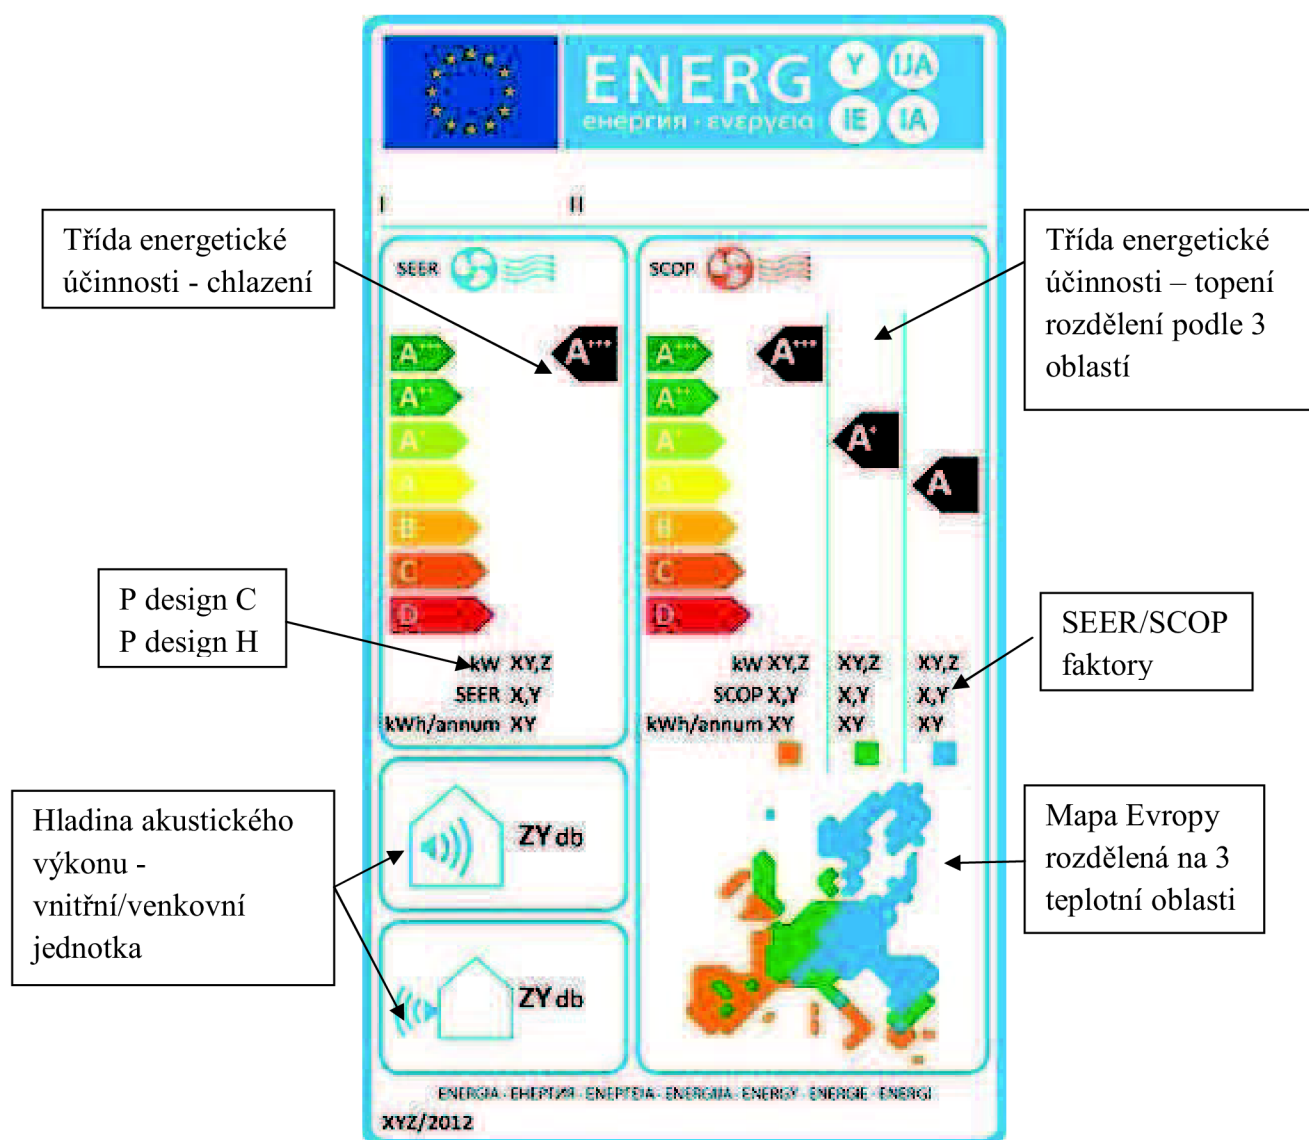 ENERG
енергия · ενεργεια
Y
IJA
IE
IA
I
II
Třída energetické
účinnosti - chlazení
SEER
SCOP
Třída energetické
účinnosti – topení
rozdělení podle 3
oblastí
A+++
A++
A+
A
B
C
D
A+++
A+++
A++
A+
A
B
C
D
A+++
A+
A
P design C
P design H
kW XY,Z
SEER X,Y
kWh/annum XY
kW XY,Z XY,Z XY,Z
SCOP X,Y X,Y X,Y
kWh/annum XY XY XY
SEER/SCOP
faktory
Hladina akustického
výkonu -
vnitřní/venkovní
jednotka
ZY db
ZY db
Mapa Evropy
rozdělená na 3
teplotní oblasti
ENERGIA · ЕНЕРГИЯ · ΕΝΕΡΓΕΙΑ · ENERGIJA · ENERGY · ENERGIE · ENERGI
XYZ/2012